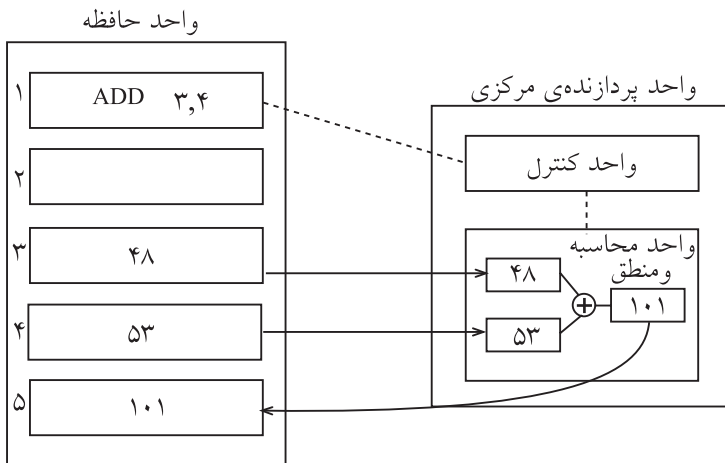 واحد حافظه
۱
ADD ۳,۴
۲
۳
۴۸
۴
۵۳
۵
۱۰۱
واحد پردازنده‌ی مرکزی
واحد کنترل
واحد محاسبه
ومنطق
۴۸
۵۳
+
۱۰۱